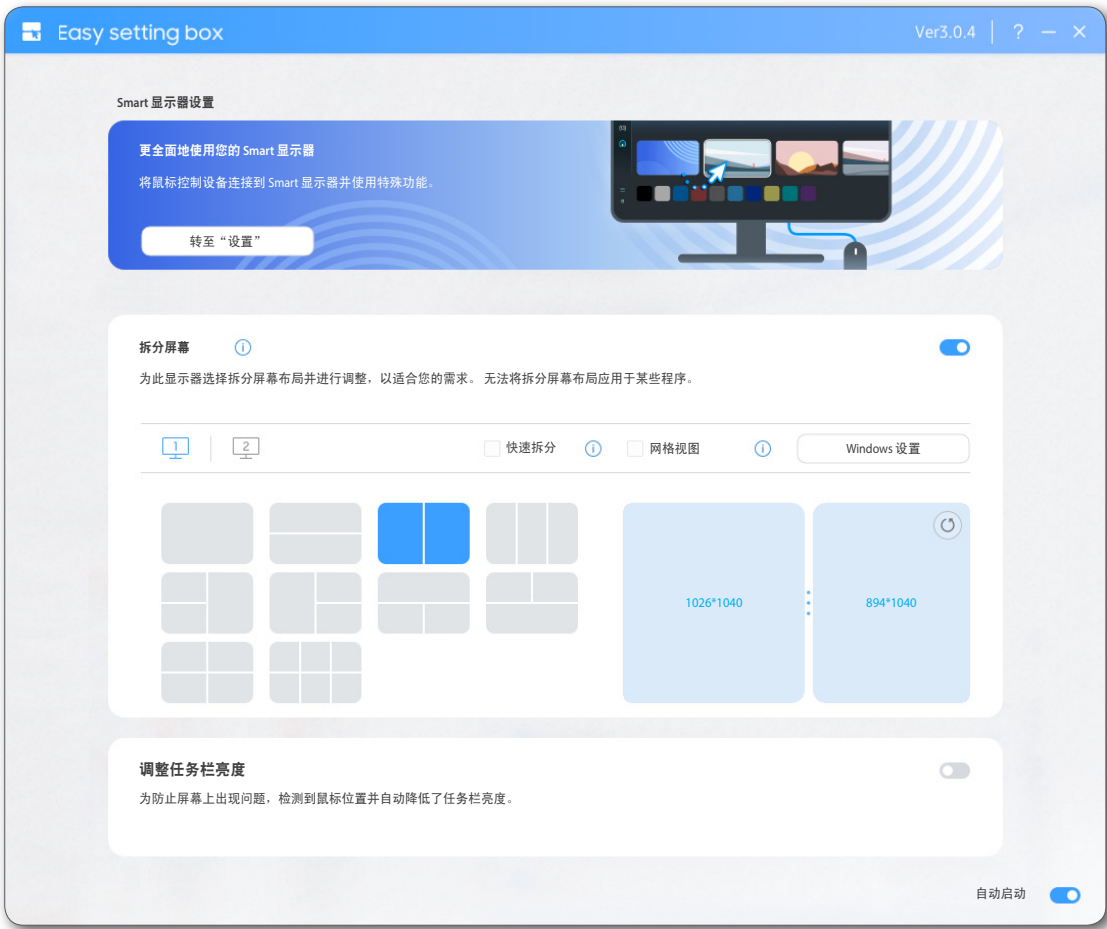 Easy setting box
Ver3.0.4
?
Smart 显示器设置
更全面地使用您的 Smart 显示器
将鼠标控制设备连接到 Smart 显示器并使用特殊功能。
转至“设置”
拆分屏幕
为此显示器选择拆分屏幕布局并进行调整，以适合您的需求。 无法将拆分屏幕布局应用于某些程序。
1 2 快速拆分 网格视图 Windows 设置
1026*1040 894*1040
调整任务栏亮度
为防止屏幕上出现问题，检测到鼠标位置并自动降低了任务栏亮度。
自动启动